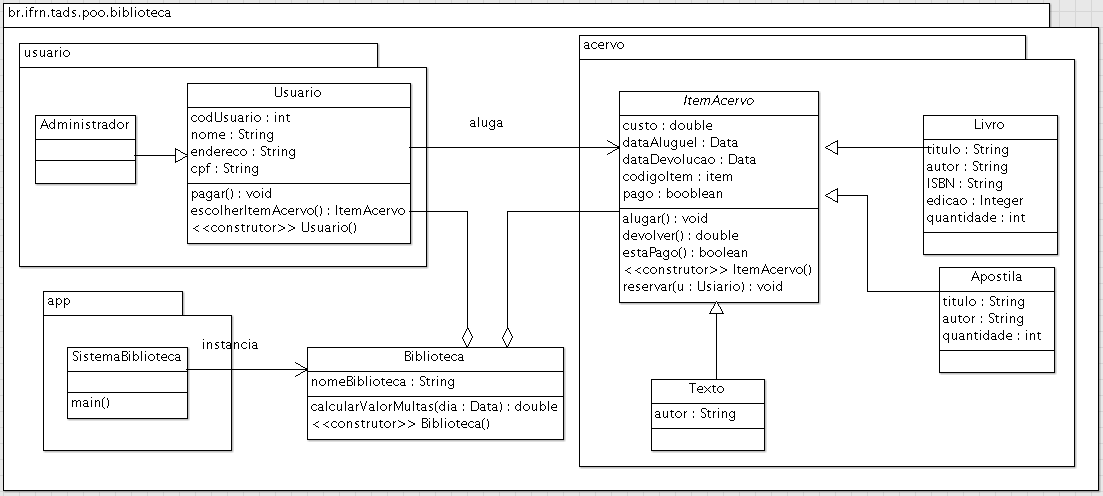 br.ifrn.tads.poo.biblioteca
usuario
Usuario
codUsuario : int
nome : String
endereco : String
cpf : String
pagar() : void
escolherItemAcervo() : ItemAcervo
<<construtor>> Usuario()
Administrador
aluga
acervo
ItemAcervo
custo : double
dataAluguel : Data
dataDevolucao : Data
codigoItem : item
pago : booblean
alugar() : void
devolver() : double
estaPago() : boolean
<<construtor>> ItemAcervo()
reservar(u : Usiario) : void
Livro
titulo : String
autor : String
ISBN : String
edicao : Integer
quantidade : int
Apostila
titulo : String
autor : String
quantidade : int
Texto
autor : String
app
SistemaBiblioteca
main()
instancia
Biblioteca
nomeBiblioteca : String
calcularValorMultas(dia : Data) : double
<<construtor>> Biblioteca()